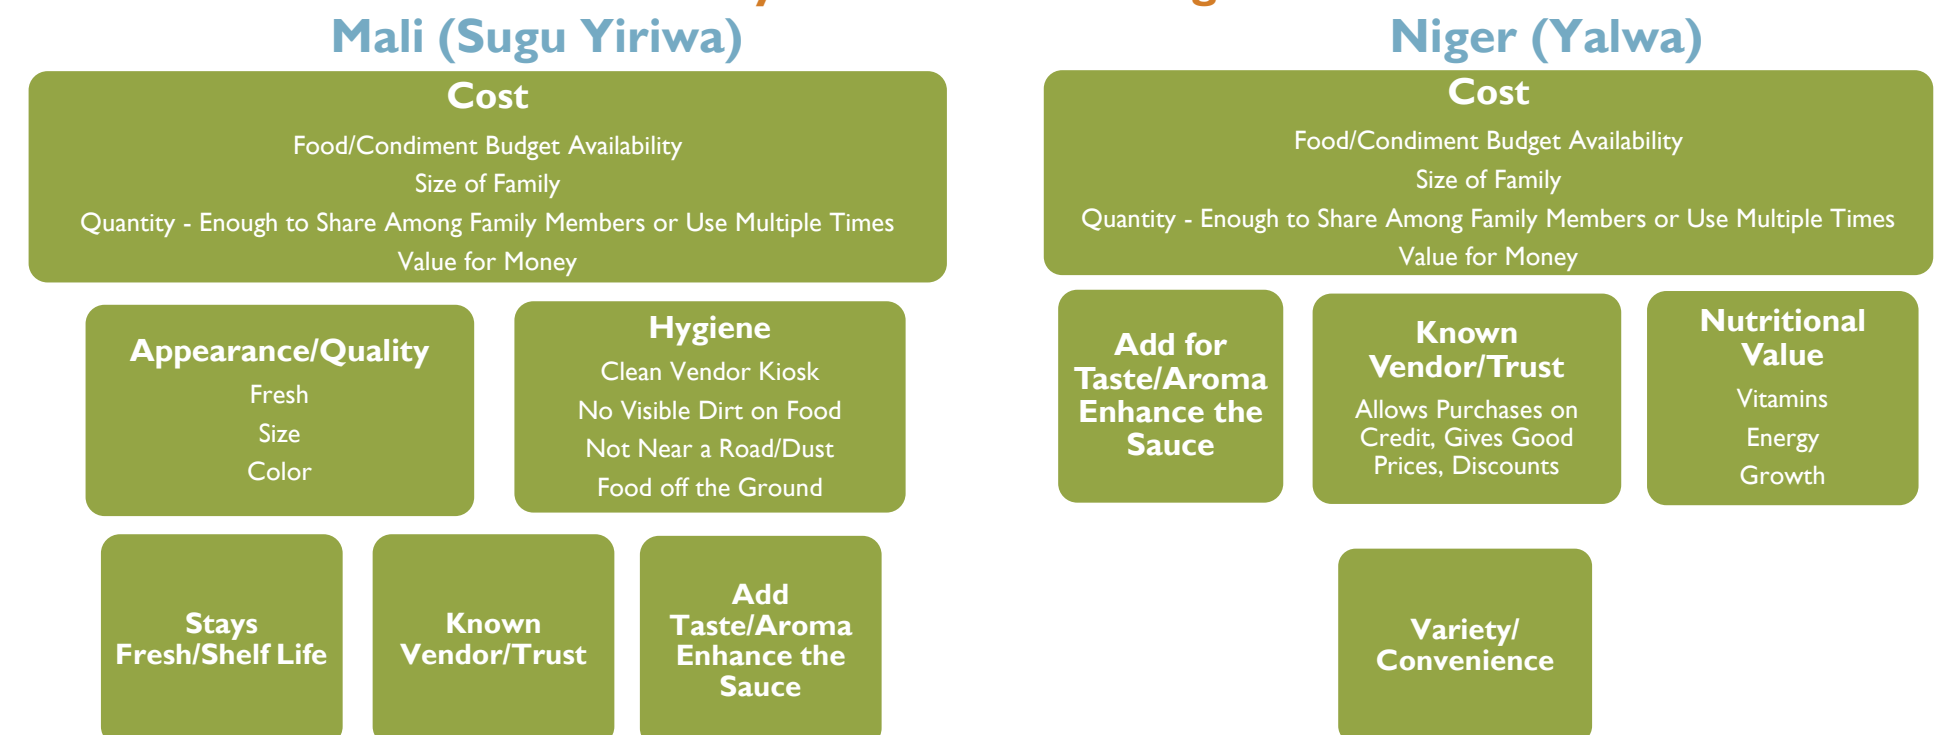 Mali (Sugu Yiriwa)
Cost
Food/Condiment Budget Availability
Size of Family
Quantity - Enough to Share Among Family Members or Use Multiple Times
Value for Money
Appearance/Quality
Fresh
Size
Color
Hygiene
Clean Vendor Kiosk
No Visible Dirt on Food
Not Near a Road/Dust
Food off the Ground
Stays
Fresh/Shelf Life
Known
Vendor/Trust
Add
Taste/Aroma
Enhance the
Sauce
Niger (Yalwa)
Cost
Food/Condiment Budget Availability
Size of Family
Quantity - Enough to Share Among Family Members or Use Multiple Times
Value for Money
Add for
Taste/Aroma
Enhance the
Sauce
Known
Vendor/Trust
Allows Purchases on
Credit, Gives Good
Prices, Discounts
Nutritional
Value
Vitamins
Energy
Growth
Variety/
Convenience